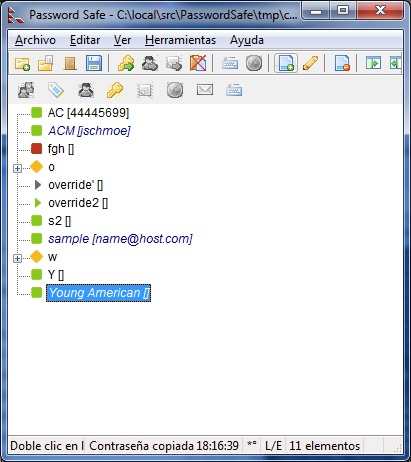 Password Safe - C:\local\src\PasswordSafe\tmp\c...
Archivo Editar Ver Herramientas Ayuda
AC [44445699]
ACM [jschmoe]
fgh []
o
override' []
override2 []
s2 []
sample [name@host.com]
w
Y []
Young American []
Doble clic en l Contraseña copiada 18:16:39 *° L/E 11 elementos